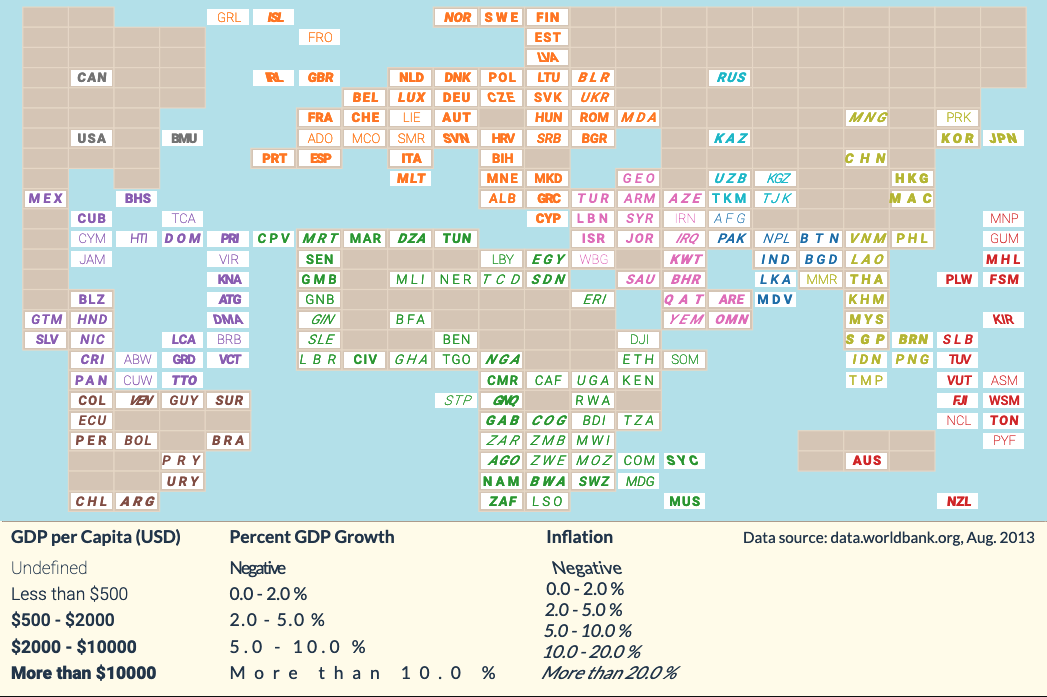 GRL ISL NOR SWE FIN
FRO EST
LVA
CAN IRL GBR NLD DNK POL LTU BLR RUS
BEL LUX DEU CZE SVK UKR
FRA CHE LIE AUT HUN ROM MDA MNG PRK
USA BMU ADO MCO SMR SVN HRV SRB BGR KAZ KOR JPN
PRT ESP ITA BIH CHN
MLT MNE MKD GEO UZB KGZ HKG
MEX BHS ALB GRC TUR ARM AZE TKM TJK MAC
CUB TCA CYP LBN SYR IRN AFG MNP
CYM HTI DOM PRI CPV MRT MAR DZA TUN ISR JOR IRQ PAK NPL BTN VNM PHL GUM
JAM VIR SEN LBY EGY WBG KWT IND BGD LAO MHL
KNA GMB MLI NER TCD SDN SAU BHR LKA MMR THA PLW FSM
BLZ ATG GNB ERI QAT ARE MDV KHM
GTM HND DMA GIN BFA YEM OMN MYS KIR
SLV NIC LCA BRB SLE BEN DJI SGP BRN SLB
CRI ABW GRD VCT LBR CIV GHA TGO NGA ETH SOM IDN PNG TUV
PAN CUW TTO CMR CAF UGA KEN TMP VUT ASM
COL VEN GUY SUR STP GNQ RWA FJI WSM
ECU GAB COG BDI TZA NCL TON
PER BOL BRA ZAR ZMB MWI PYF
PRY AGO ZWE MOZ COM SYC AUS
URY NAM BWA SWZ MDG
CHL ARG ZAF LSO MUS NZL
GDP per Capita (USD) Percent GDP Growth Inflation Data source: data.worldbank.org, Aug. 2013
Undefined Negative Negative
Less than $500 0.0 - 2.0 % 0.0 - 2.0 %
$500 - $2000 2.0 - 5.0 % 2.0 - 5.0 %
$2000 - $10000 5.0 - 10.0 % 5.0 - 10.0 %
10.0 - 20.0 %
More than $10000 More than 10.0 % More than 20.0 %